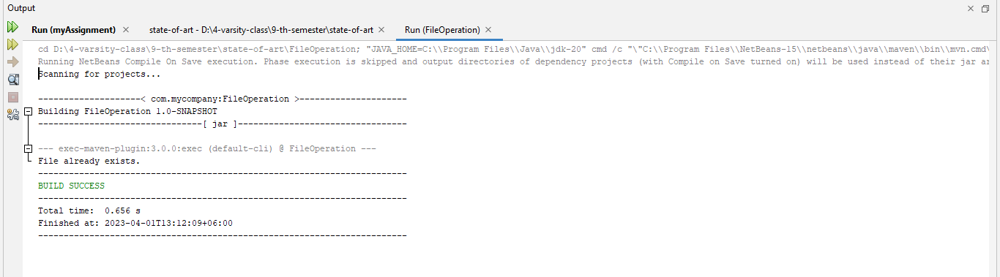 Output
Run (myAssignment) state-of-art - D:\4-varsity-class\9-th-semester\state-of-art Run (FileOperation)
cd D:\4-varsity-class\9-th-semester\state-of-art\FileOperation; "JAVA_HOME=C:\\Program Files\\Java\\jdk-20" cmd /c "\"C:\\Program Files\\NetBeans-15\\netbeans\\java\\maven\\bin\\mvn.cmd\
Running NetBeans Compile On Save execution. Phase execution is skipped and output directories of dependency projects (with Compile on Save turned on) will be used instead of their jar ar
Scanning for projects...
--------------------< com.mycompany:FileOperation >---------------------
Building FileOperation 1.0-SNAPSHOT
--------------------------------[ jar ]---------------------------------
--- exec-maven-plugin:3.0.0:exec (default-cli) @ FileOperation ---
File already exists.
------------------------------------------------------------------------
BUILD SUCCESS
------------------------------------------------------------------------
Total time:  0.656 s
Finished at: 2023-04-01T13:12:09+06:00
------------------------------------------------------------------------